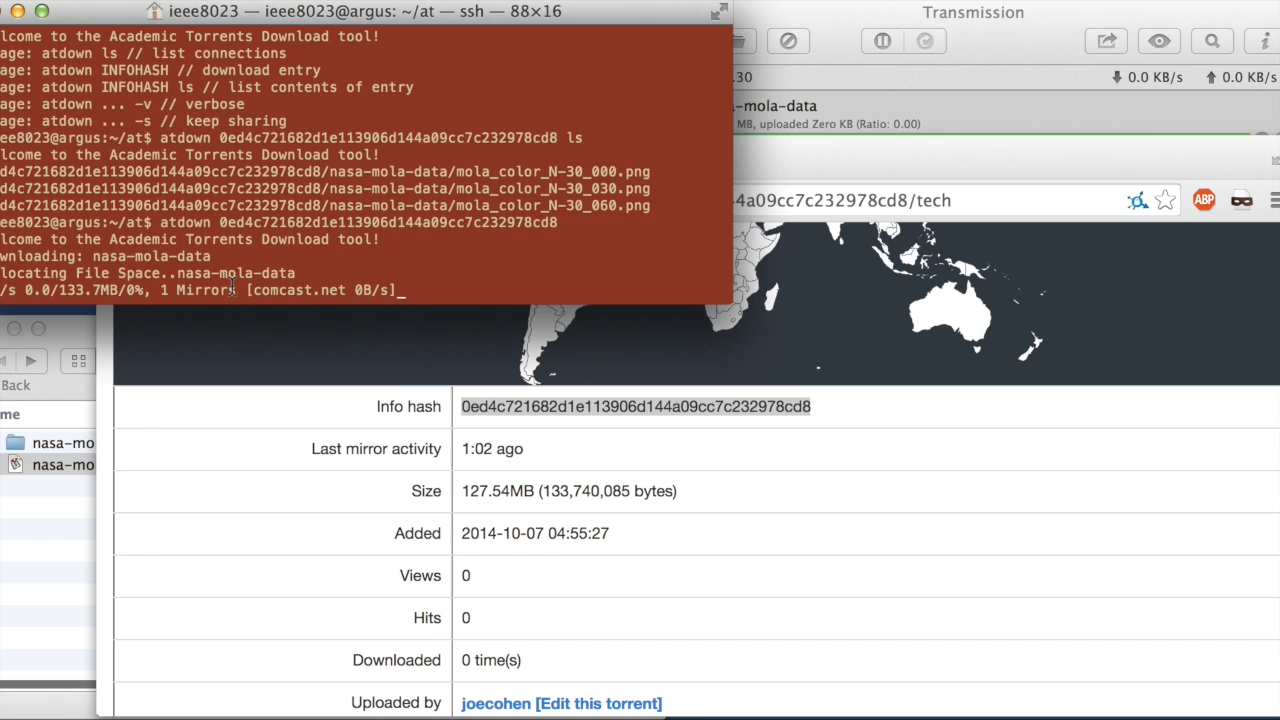 ieee8023 — ieee8023@argus: ~/at — ssh — 88×16
lcome to the Academic Torrents Download tool!
age: atdown ls // list connections
age: atdown INFOHASH // download entry
age: atdown INFOHASH ls // list contents of entry
age: atdown ... -v // verbose
age: atdown ... -s // keep sharing
ee8023@argus:~/at$ atdown 0ed4c721682d1e113906d144a09cc7c232978cd8 ls
lcome to the Academic Torrents Download tool!
d4c721682d1e113906d144a09cc7c232978cd8/nasa-mola-data/mola_color_N-30_000.png
d4c721682d1e113906d144a09cc7c232978cd8/nasa-mola-data/mola_color_N-30_030.png
d4c721682d1e113906d144a09cc7c232978cd8/nasa-mola-data/mola_color_N-30_060.png
ee8023@argus:~/at$ atdown 0ed4c721682d1e113906d144a09cc7c232978cd8
lcome to the Academic Torrents Download tool!
wnloading: nasa-mola-data
locating File Space..nasa-mola-data
/s 0.0/133.7MB/0%, 1 Mirror: [comcast.net 0B/s]_
Transmission
.30
0.0 KB/s 0.0 KB/s
-mola-data
MB, uploaded Zero KB (Ratio: 0.00)
4a09cc7c232978cd8/tech
ABP
Back
me
nasa-mo
nasa-mo
Info hash 0ed4c721682d1e113906d144a09cc7c232978cd8
Last mirror activity 1:02 ago
Size 127.54MB (133,740,085 bytes)
Added 2014-10-07 04:55:27
Views 0
Hits 0
Downloaded 0 time(s)
Uploaded by joecohen [Edit this torrent]